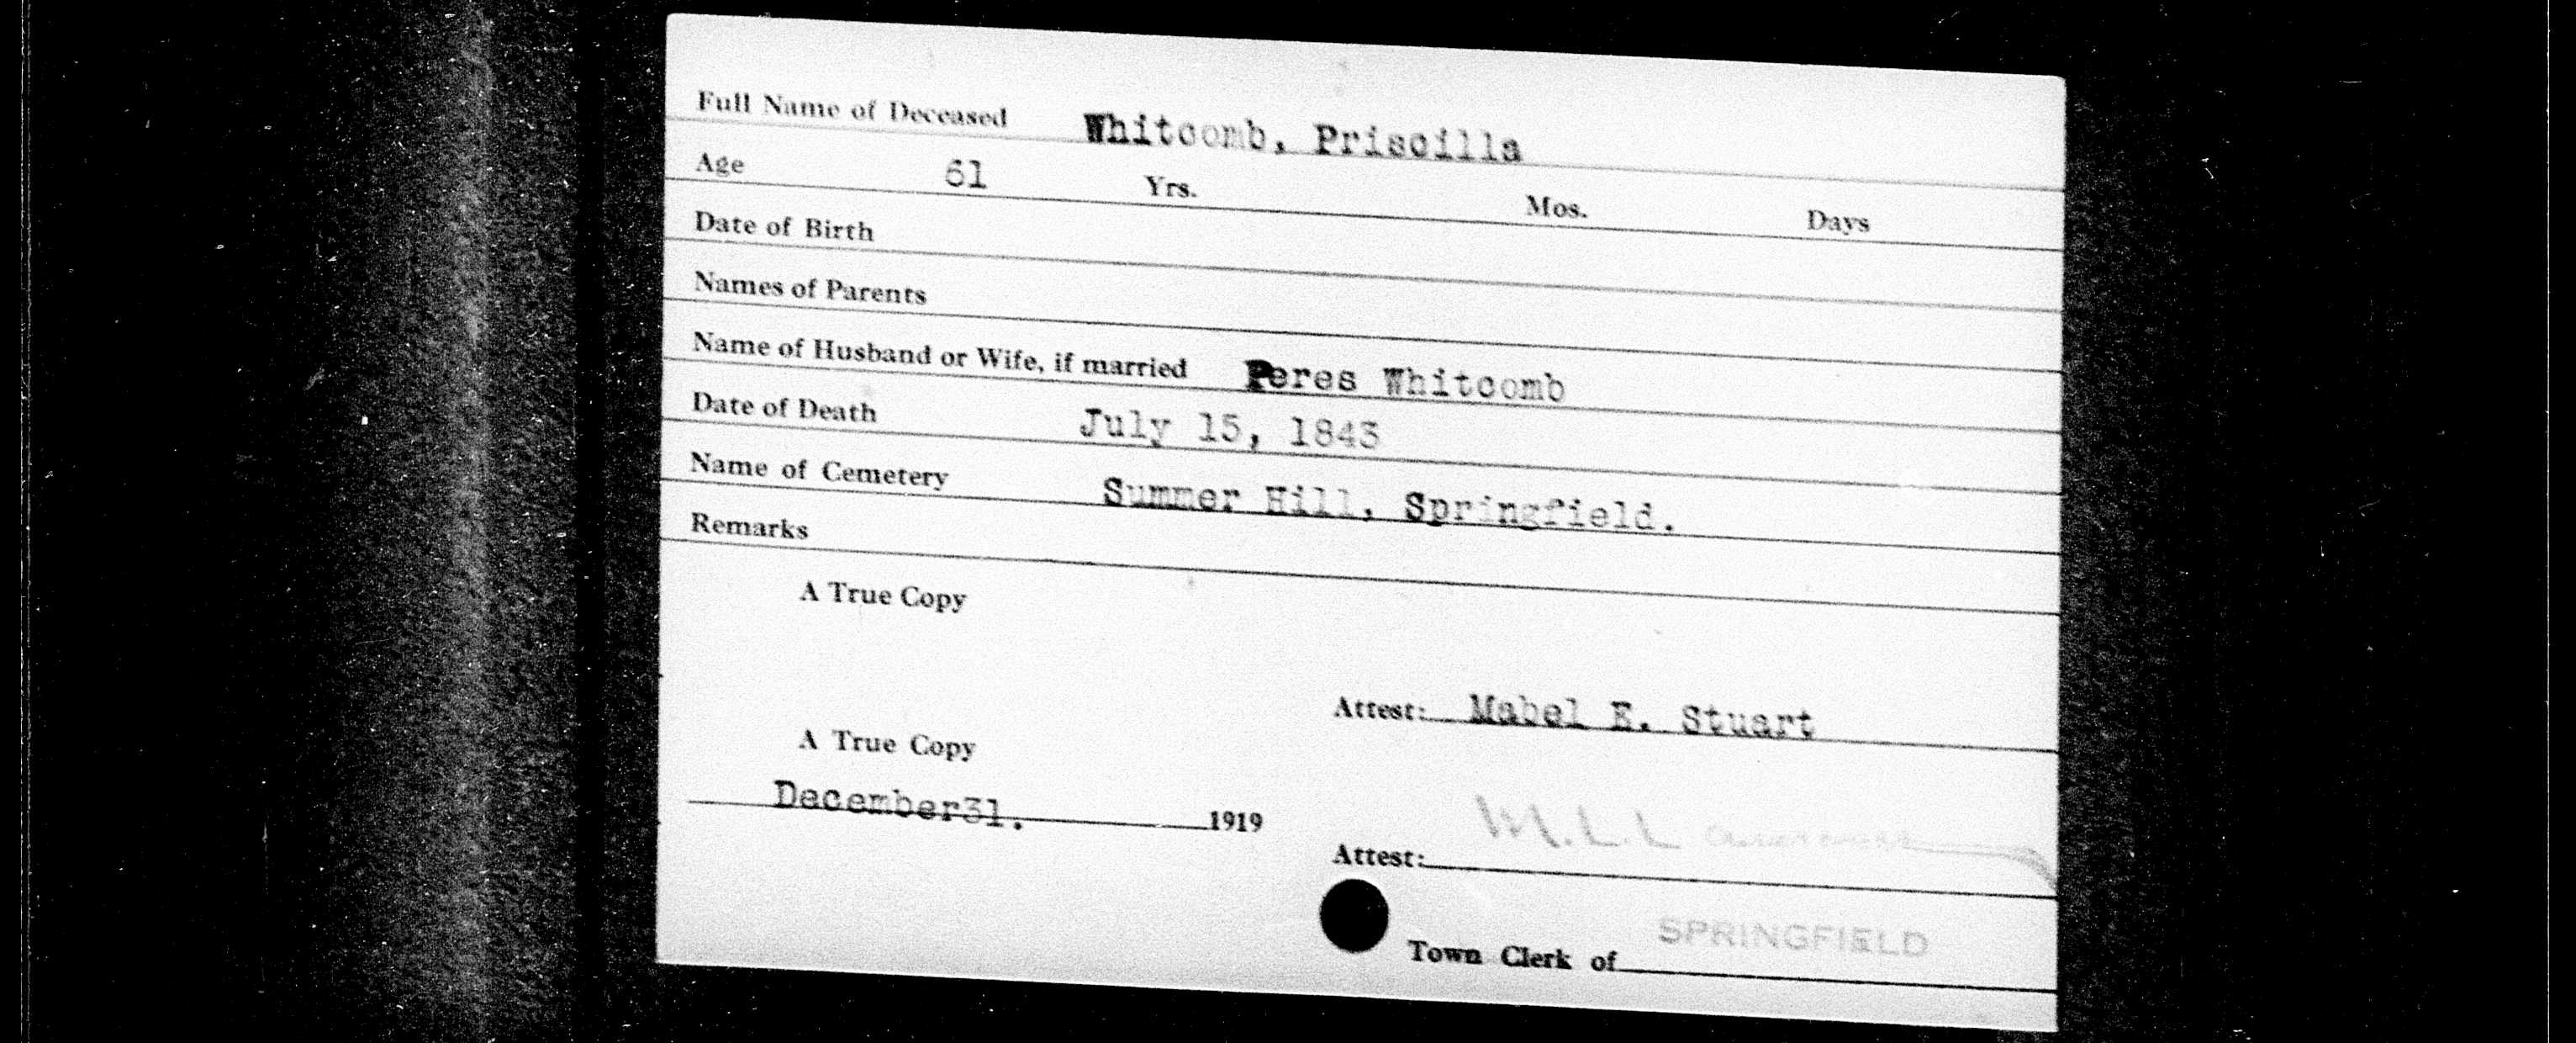 Full Name of Deceased Whitcomb, Priscilla
Age 61 Yrs. Mos. Days
Date of Birth
Names of Parents
Name of Husband or Wife, if married Peres Whitcomb
Date of Death July 15, 1843
Name of Cemetery Summer Hill, Springfield.
Remarks
A True Copy
Attest: Mabel E. Stuart
A True Copy
December31. 1919
M.L.L
Attest:
SPRINGFIELD
Town Clerk of